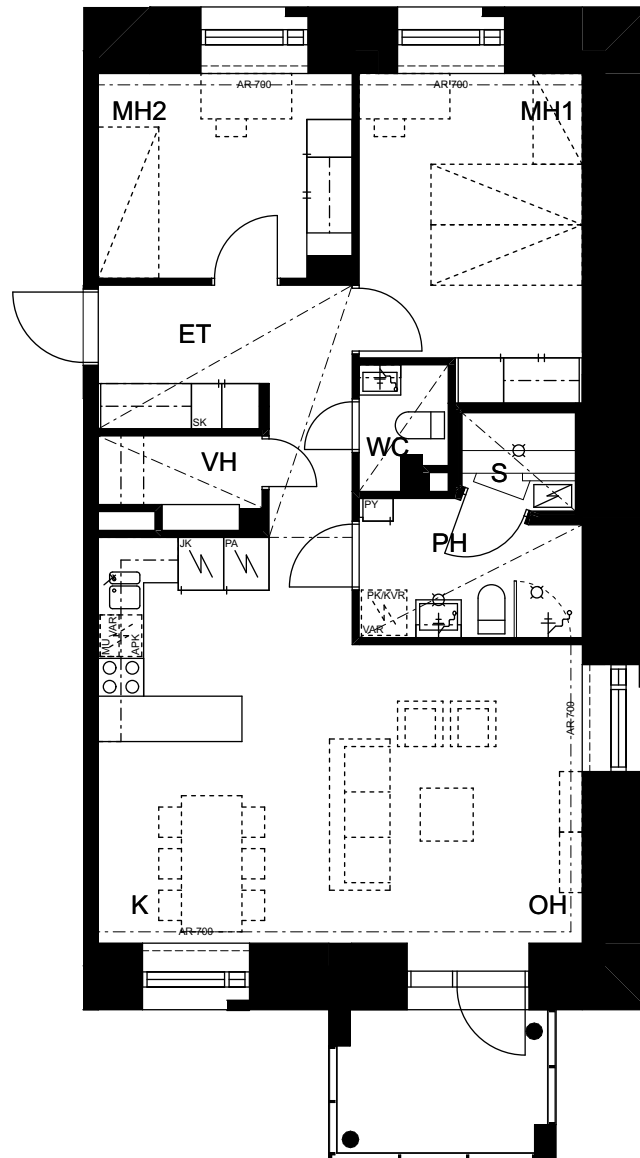 AR 700
AR 700
MH2
MH1
ET
SK
VH
WC
S
PY
PH
JK
PA
PK/KVR
VAR
VAR
MU
APK
AR 700
K
OH
AR 700